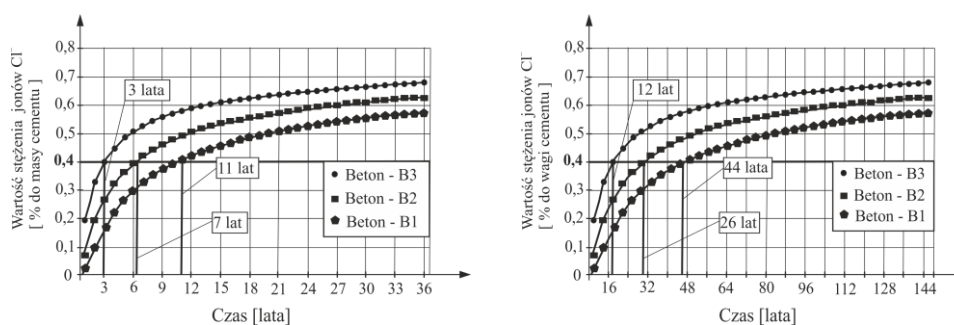 Wartość stężenia jonów Cl⁻
[ % do masy cementu ]
0,8
0,7
0,6
0,5
0,4
0,3
0,2
0,1
0
3 lata
11 lat
7 lat
Beton - B3
Beton - B2
Beton - B1
3 6 9 12 15 18 21 24 27 30 33 36
Czas [lata]
Wartość stężenia jonów Cl⁻
[ % do wagi cementu ]
0,8
0,7
0,6
0,5
0,4
0,3
0,2
0,1
0
12 lat
44 lata
26 lat
Beton - B3
Beton - B2
Beton - B1
16 32 48 64 80 96 112 128 144
Czas [lata]